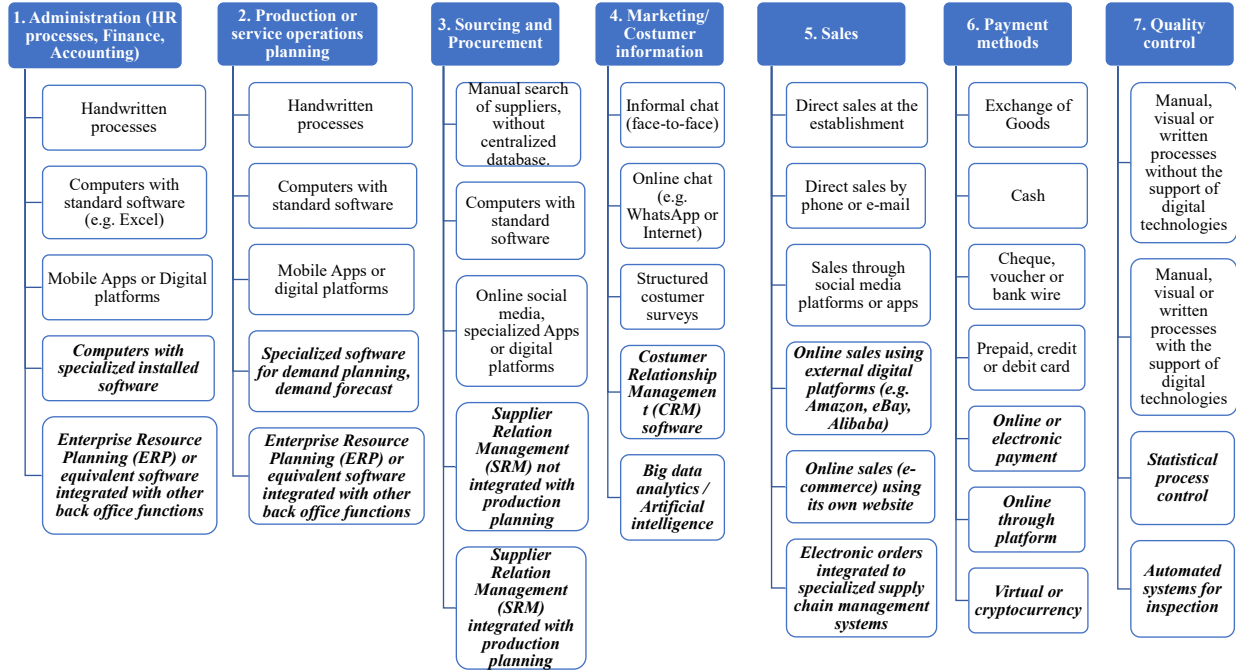 1. Administration (HR
processes, Finance,
Accounting)
Handwritten
processes
Computers with
standard software
(e.g. Excel)
Mobile Apps or Digital
platforms
Computers with
specialized installed
software
Enterprise Resource
Planning (ERP) or
equivalent software
integrated with other
back office functions
2. Production or
service operations
planning
Handwritten
processes
Computers with
standard software
Mobile Apps or
digital platforms
Specialized software
for demand planning,
demand forecast
Enterprise Resource
Planning (ERP) or
equivalent software
integrated with other
back office functions
3. Sourcing and
Procurement
Manual search
of suppliers,
without
centralized
database.
Computers with
standard
software
Online social
media,
specialized Apps
or digital
platforms
Supplier
Relation
Management
(SRM) not
integrated with
production
planning
Supplier
Relation
Management
(SRM)
integrated with
production
planning
4. Marketing/
Costumer
information
Informal chat
(face-to-face)
Online chat
(e.g.
WhatsApp or
Internet)
Structured
costumer
surveys
Costumer
Relationship
Managemen
t (CRM)
software
Big data
analytics /
Artificial
intelligence
5. Sales
Direct sales at the
establishment
Direct sales by
phone or e-mail
Sales through
social media
platforms or apps
Online sales using
external digital
platforms (e.g.
Amazon, eBay,
Alibaba)
Online sales (e-
commerce) using
its own website
Electronic orders
integrated to
specialized supply
chain management
systems
6. Payment
methods
Exchange of
Goods
Cash
Cheque,
voucher or
bank wire
Prepaid, credit
or debit card
Online or
electronic
payment
Online
through
platform
Virtual or
cryptocurrency
7. Quality
control
Manual,
visual or
written
processes
without the
support of
digital
technologies
Manual,
visual or
written
processes
with the
support of
digital
technologies
Statistical
process
control
Automated
systems for
inspection